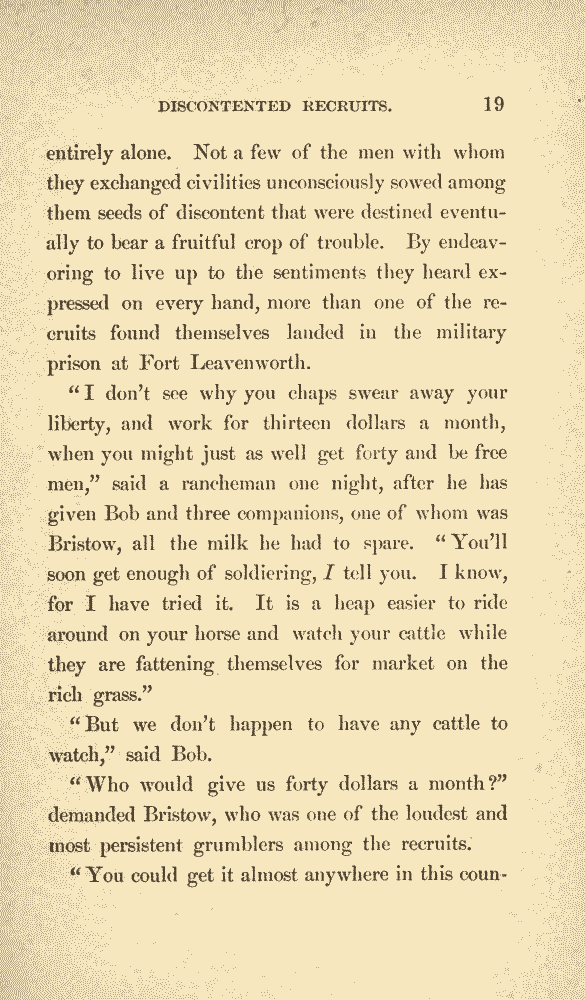 DISCONTENTED RECRUITS. 19
entirely alone. Not a few of the men with whom
they exchanged civilities unconsciously sowed among
them seeds of discontent that were destined eventu-
ally to bear a fruitful crop of trouble. By endeav-
oring to live up to the sentiments they heard ex-
pressed on every hand, more than one of the re-
cruits found themselves landed in the military
prison at Fort Leavenworth.
“I don’t see why you chaps swear away your
liberty, and work for thirteen dollars a month,
when you might just as well get forty and be free
men,” said a rancheman one night, after he has
given Bob and three companions, one of whom was
Bristow, all the milk he had to spare. “You’ll
soon get enough of soldiering, I tell you. I know,
for I have tried it. It is a heap easier to ride
around on your horse and watch your cattle while
they are fattening themselves for market on the
rich grass.”
“But we don’t happen to have any cattle to
watch,” said Bob.
“Who would give us forty dollars a month?”
demanded Bristow, who was one of the loudest and
most persistent grumblers among the recruits.
“You could get it almost anywhere in this coun-